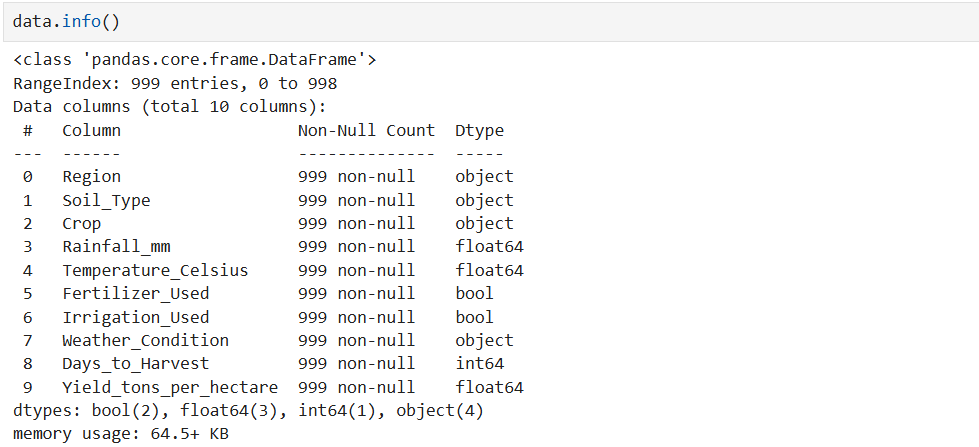 data.info()
<class 'pandas.core.frame.DataFrame'>
RangeIndex: 999 entries, 0 to 998
Data columns (total 10 columns):
 #   Column                 Non-Null Count  Dtype
---  ------                 --------------  -----
 0   Region                 999 non-null    object
 1   Soil_Type              999 non-null    object
 2   Crop                   999 non-null    object
 3   Rainfall_mm            999 non-null    float64
 4   Temperature_Celsius    999 non-null    float64
 5   Fertilizer_Used        999 non-null    bool
 6   Irrigation_Used        999 non-null    bool
 7   Weather_Condition      999 non-null    object
 8   Days_to_Harvest        999 non-null    int64
 9   Yield_tons_per_hectare  999 non-null    float64
dtypes: bool(2), float64(3), int64(1), object(4)
memory usage: 64.5+ KB